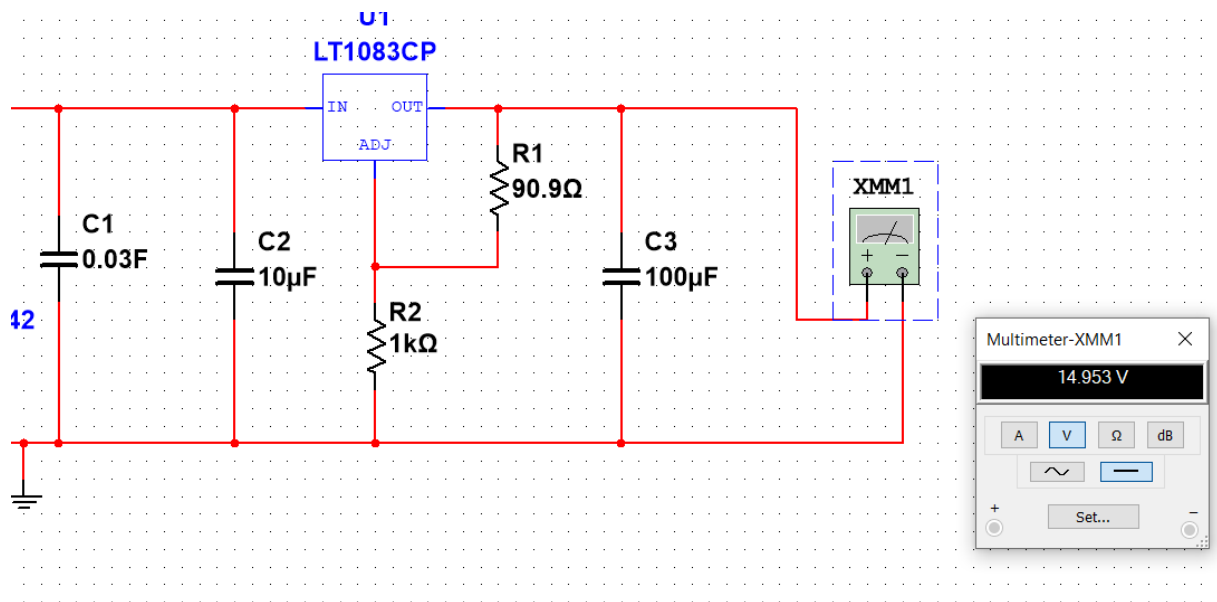 U1
LT1083CP
IN OUT
ADJ
R1
90.9Ω
C1
0.03F
C2
10µF
C3
100µF
R2
1kΩ
42
XMM1
+ −
Multimeter-XMM1
14.953 V
A V Ω dB
+ Set... −